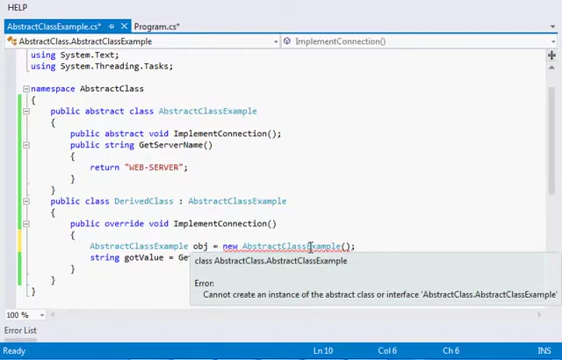 HELP
AbstractClassExample.cs* Program.cs*
AbstractClass.AbstractClassExample ImplementConnection()
using System.Text;
using System.Threading.Tasks;
namespace AbstractClass
{
public abstract class AbstractClassExample
{
public abstract void ImplementConnection();
public string GetServerName()
{
return "WEB-SERVER";
}
}
public class DerivedClass : AbstractClassExample
{
public override void ImplementConnection()
{
AbstractClassExample obj = new AbstractClassExample();
string gotValue = Get
class AbstractClass.AbstractClassExample
Error:
Cannot create an instance of the abstract class or interface 'AbstractClass.AbstractClassExample'
}
}
}
100 %
Error List
Ready Ln 10 Col 6 Ch 6 INS